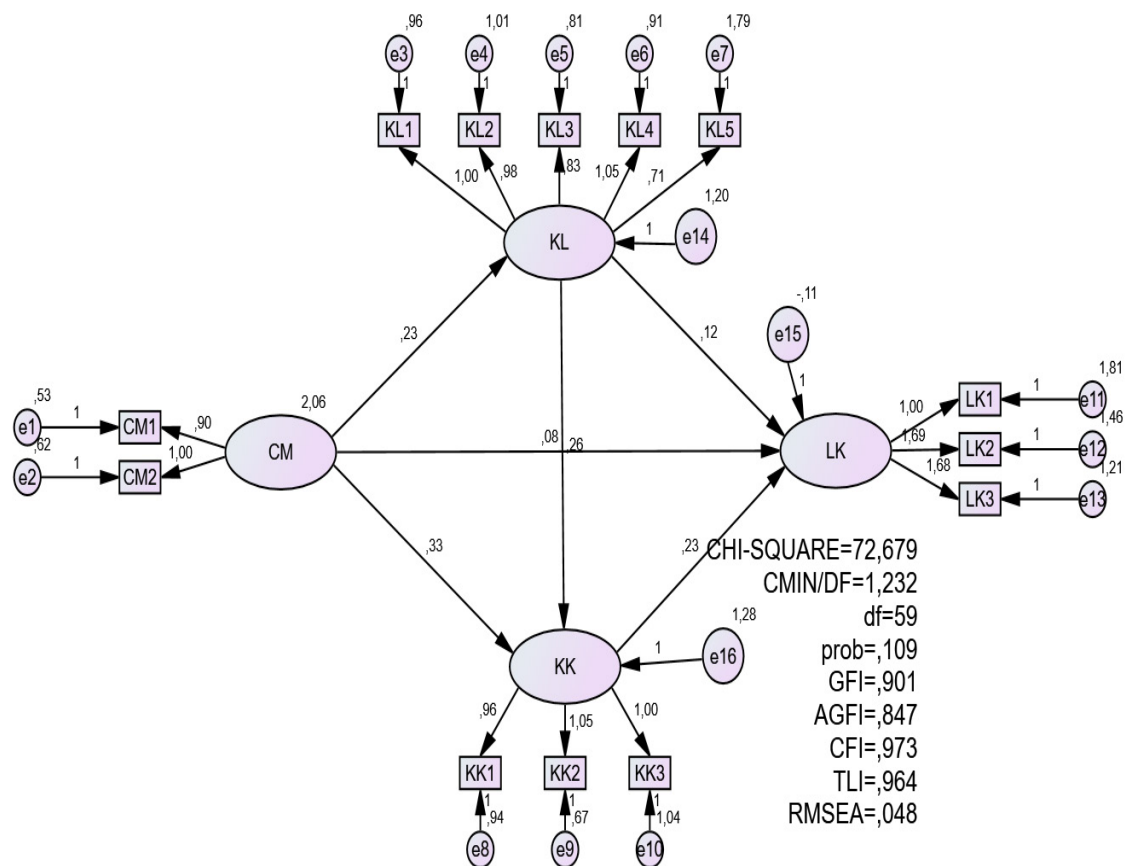 ,96
1,01
,81
,91
1,79
e3
e4
e5
e6
e7
1
1
1
1
1
KL1
KL2
KL3
KL4
KL5
1,00
,98
,83
1,05
,71
1,20
KL
1
e14
-,11
,23
,12
e15
1
1,81
,53
1
e1
CM1
,90
2,06
1,00
LK1
1
e11
,62
1
e2
CM2
1,00
CM
,08
,26
LK
1,69
LK2
1
1,46
e12
1,68
LK3
1
1,21
e13
,33
,23
CHI-SQUARE=72,679
CMIN/DF=1,232
df=59
prob=,109
GFI=,901
AGFI=,847
CFI=,973
TLI=,964
RMSEA=,048
1,28
KK
1
e16
,96
1,05
1,00
KK1
KK2
KK3
1
1
1
,94
,67
1,04
e8
e9
e10